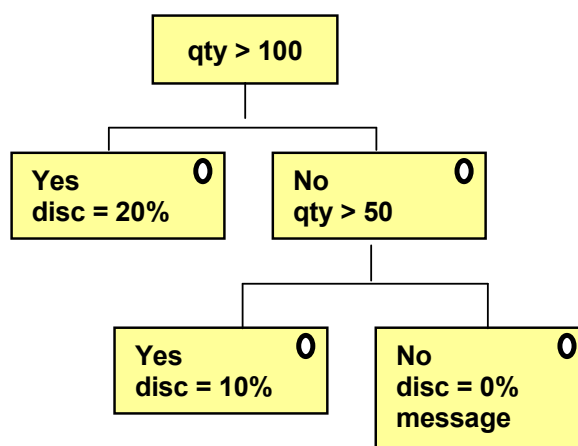 qty > 100
Yes
disc = 20%
No
qty > 50
Yes
disc = 10%
No
disc = 0%
message